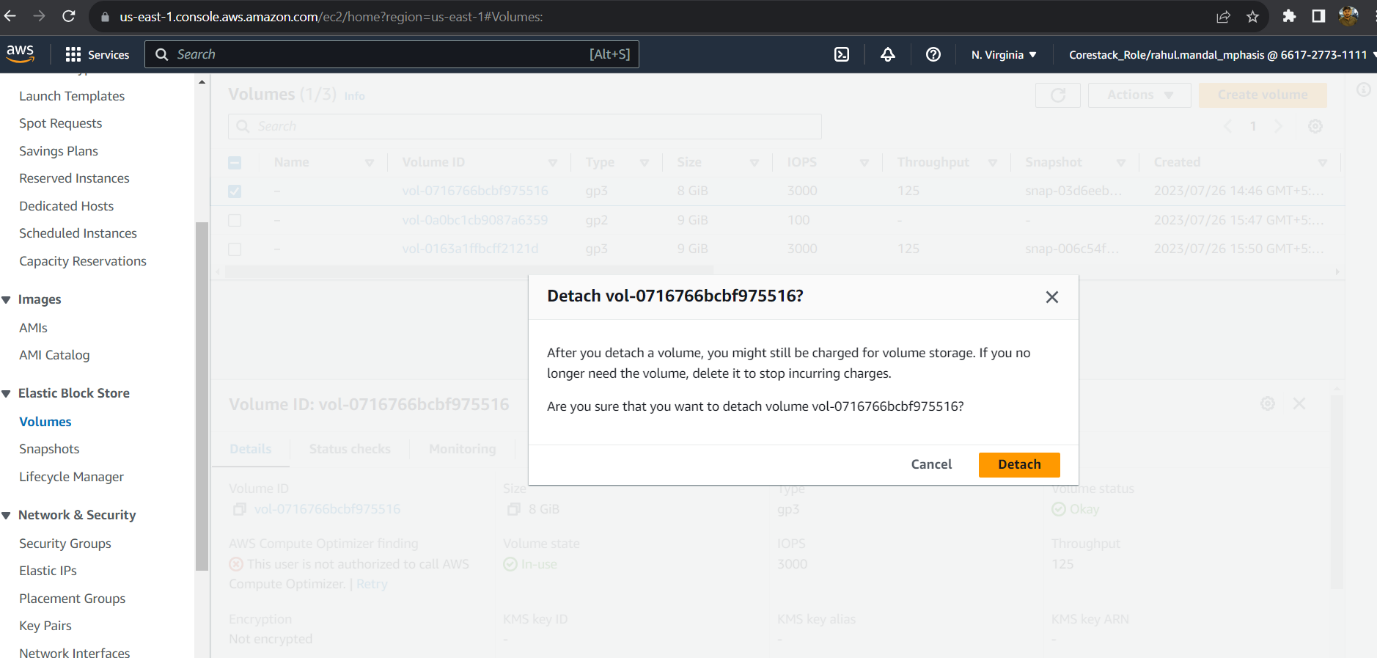 us-east-1.console.aws.amazon.com/ec2/home?region=us-east-1#Volumes:
aws
Services
Search
[Alt+S]
N. Virginia
Corestack_Role/rahul.mandal_mphasis @ 6617-2773-1111
Launch Templates
Spot Requests
Savings Plans
Reserved Instances
Dedicated Hosts
Scheduled Instances
Capacity Reservations
Images
AMIs
AMI Catalog
Elastic Block Store
Volumes
Snapshots
Lifecycle Manager
Network & Security
Security Groups
Elastic IPs
Placement Groups
Key Pairs
Network Interfaces
Volumes (1/3) Info
Actions
Create volume
Search
1
Name Volume ID Type Size IOPS Throughput Snapshot Created
– vol-0716766bcbf975516 gp3 8 GiB 3000 125 snap-03d6eeb... 2023/07/26 14:46 GMT+5:...
– vol-0a0bc1cb9087a6359 gp2 9 GiB 100 - - 2023/07/26 15:47 GMT+5:...
– vol-0163a1ffbcff2121d gp3 9 GiB 3000 125 snap-006c54f... 2023/07/26 15:50 GMT+5:...
Detach vol-0716766bcbf975516?
After you detach a volume, you might still be charged for volume storage. If you no
longer need the volume, delete it to stop incurring charges.
Are you sure that you want to detach volume vol-0716766bcbf975516?
Cancel
Detach
Volume ID: vol-0716766bcbf975516
Details
Status checks
Monitoring
Volume ID
vol-0716766bcbf975516
Size
8 GiB
Type
gp3
Volume status
Okay
AWS Compute Optimizer finding
This user is not authorized to call AWS
Compute Optimizer. | Retry
Volume state
In-use
IOPS
3000
Throughput
125
Encryption
Not encrypted
KMS key ID
-
KMS key alias
-
KMS key ARN
-